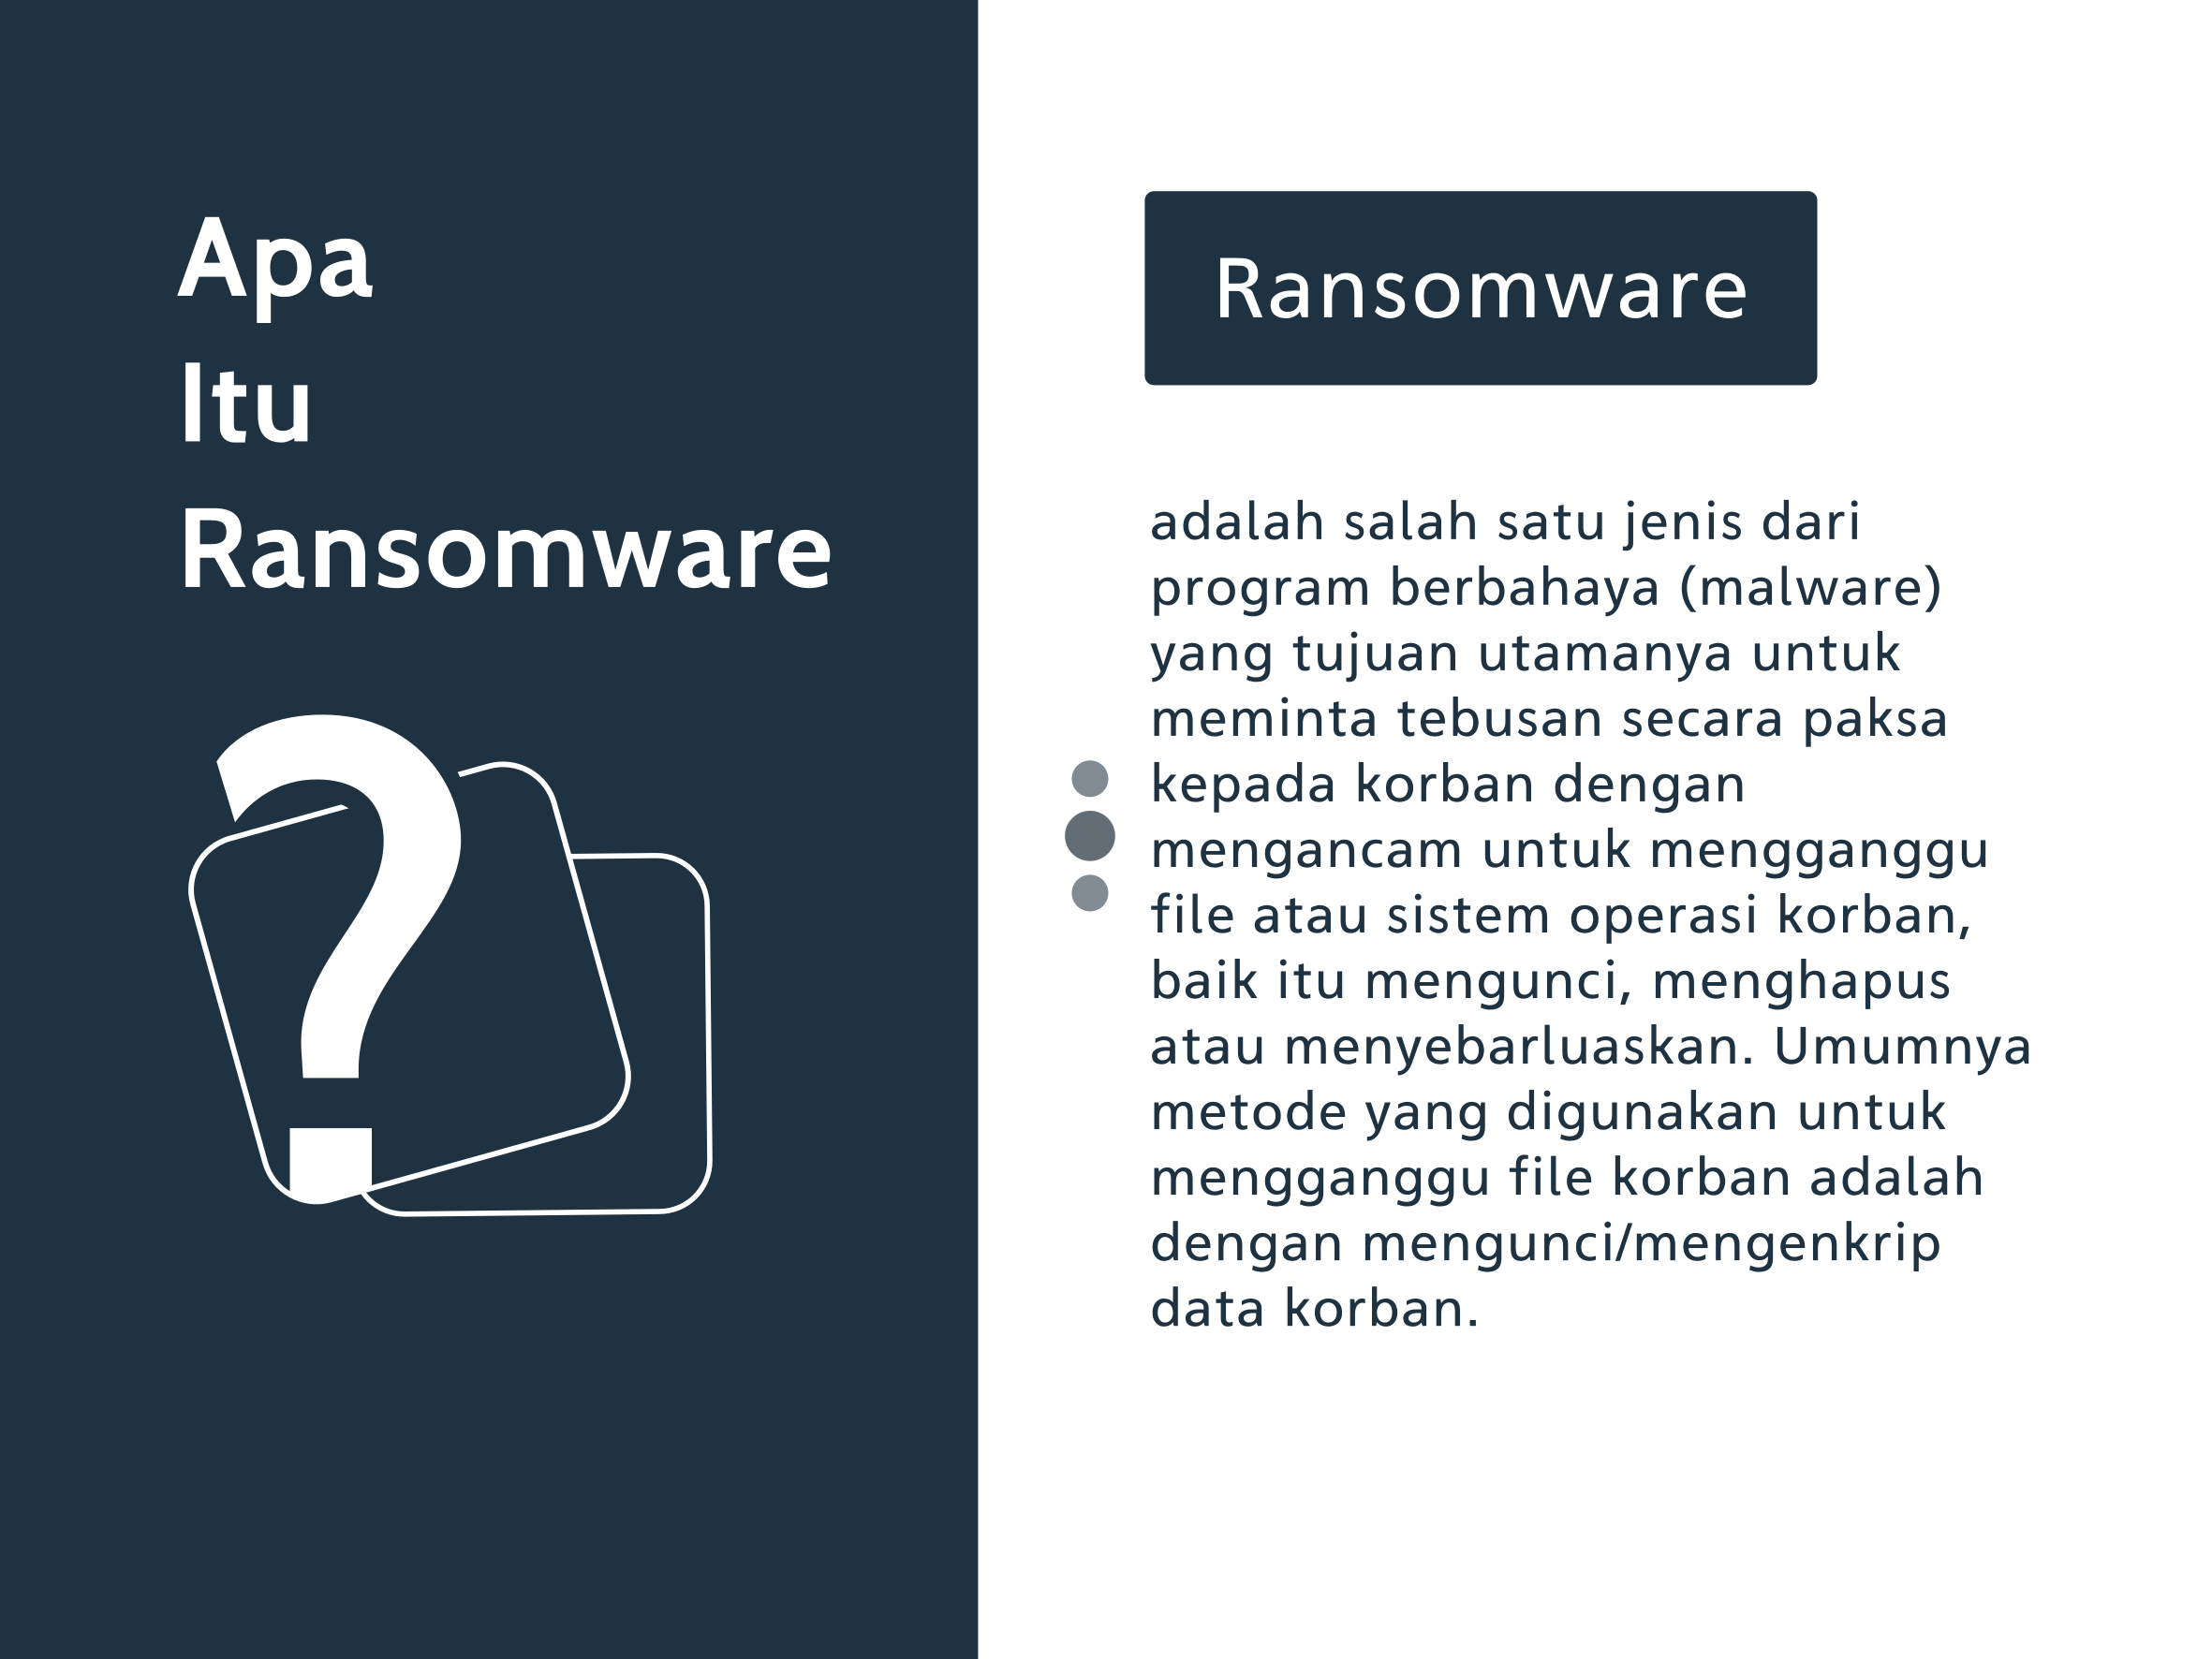 Apa
Itu
Ransomware
?
Ransomware
adalah salah satu jenis dari
program berbahaya (malware)
yang tujuan utamanya untuk
meminta tebusan secara paksa
kepada korban dengan
mengancam untuk mengganggu
file atau sistem operasi korban,
baik itu mengunci, menghapus
atau menyebarluaskan. Umumnya
metode yang digunakan untuk
mengganggu file korban adalah
dengan mengunci/mengenkrip
data korban.